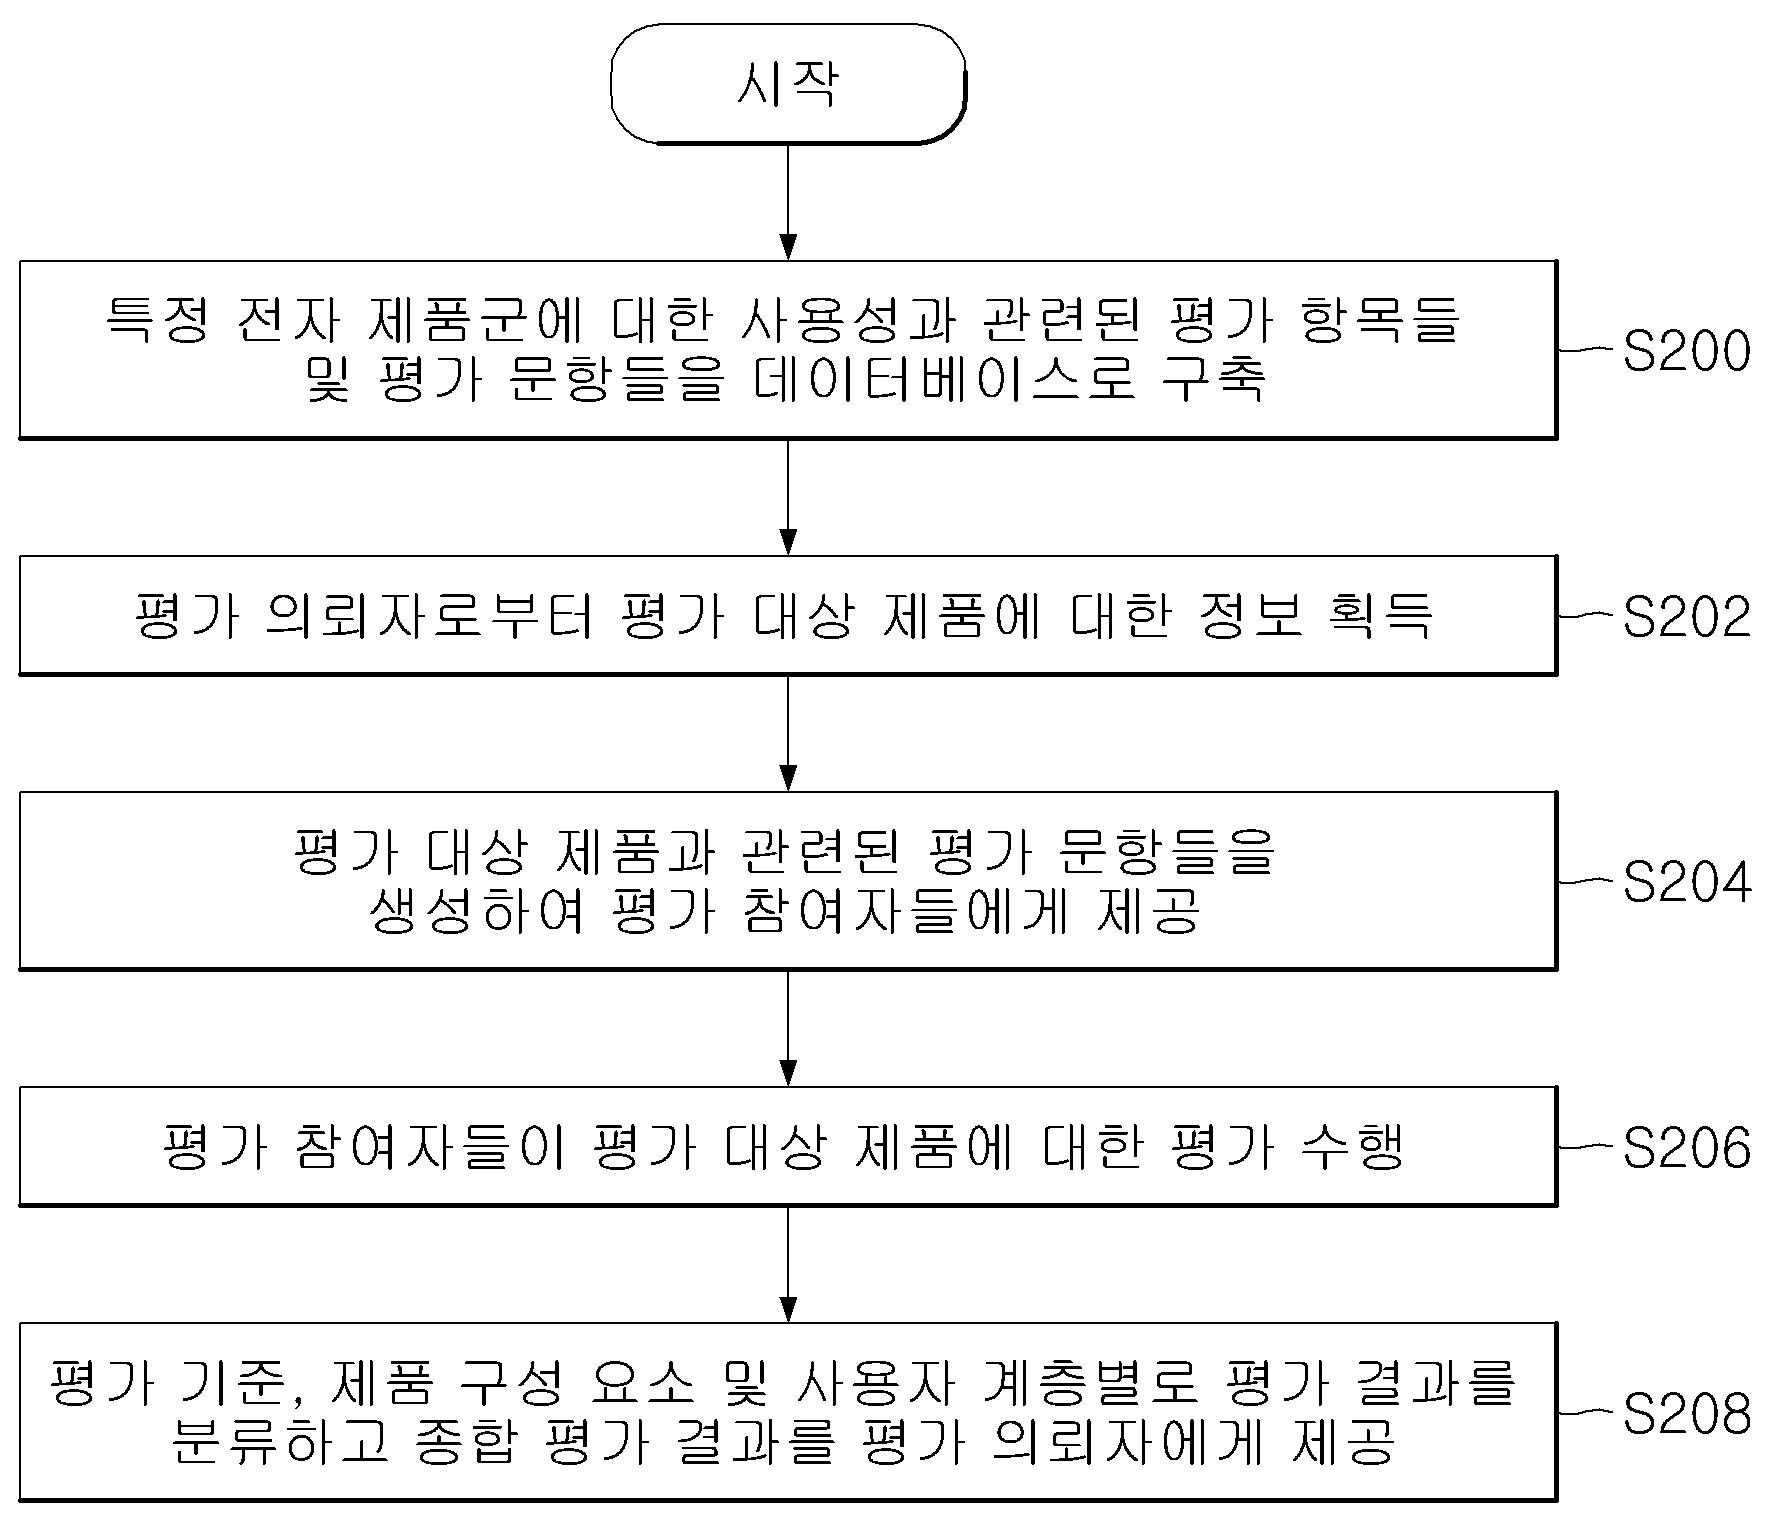 시작
특정 전자 제품군에 대한 사용성과 관련된 평가 항목들
및 평가 문항들을 데이터베이스로 구축
S200
평가 의뢰자로부터 평가 대상 제품에 대한 정보 획득
S202
평가 대상 제품과 관련된 평가 문항들을
생성하여 평가 참여자들에게 제공
S204
평가 참여자들이 평가 대상 제품에 대한 평가 수행
S206
평가 기준, 제품 구성 요소 및 사용자 계층별로 평가 결과를
분류하고 종합 평가 결과를 평가 의뢰자에게 제공
S208